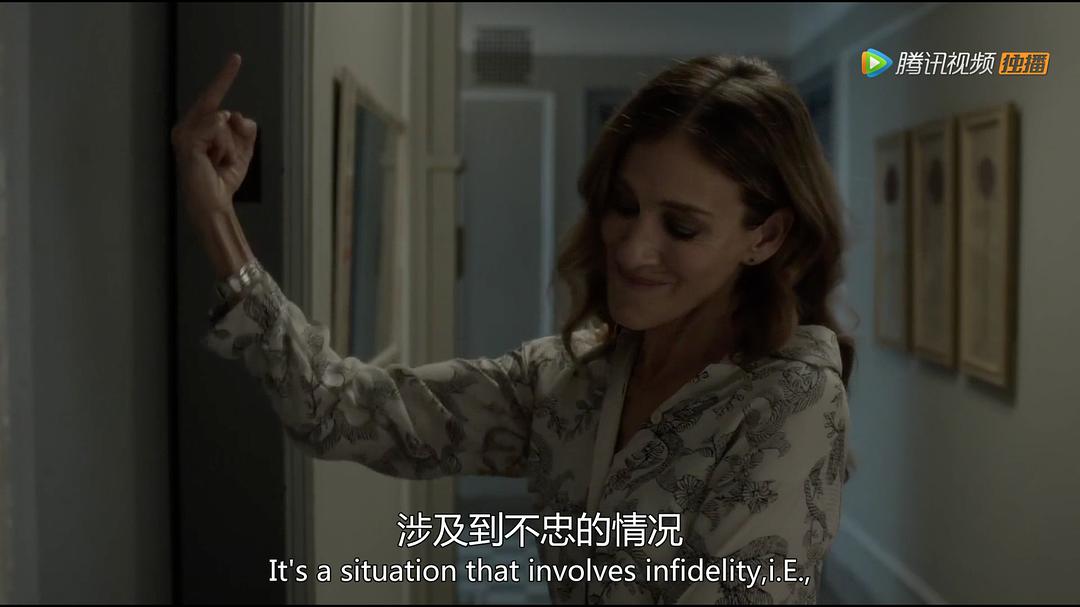 腾讯视频 独播
涉及到不忠的情况
It's a situation that involves infidelity,i.E.,